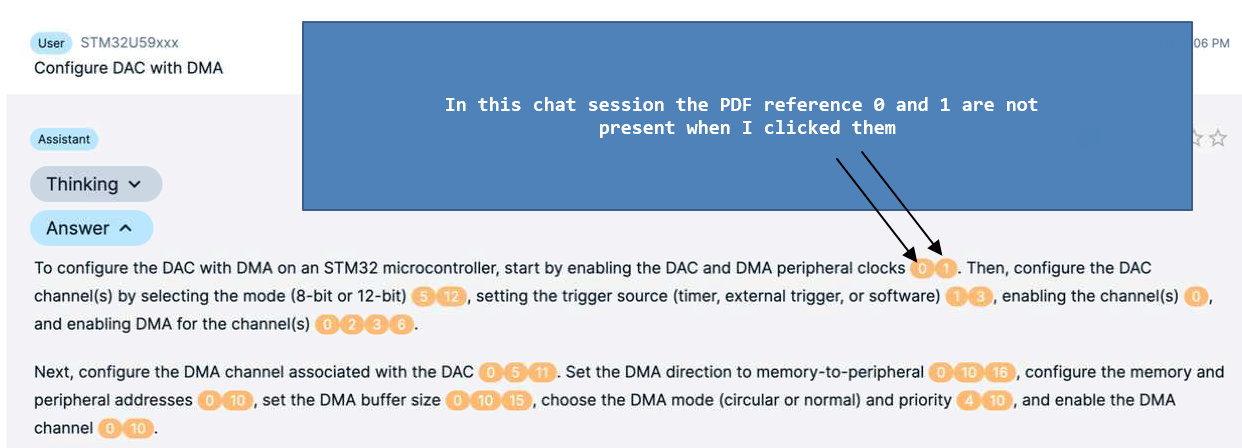 User STM32U59xxx
06 PM
Configure DAC with DMA
In this chat session the PDF reference 0 and 1 are not
present when I clicked them
Assistant
Thinking
Answer
To configure the DAC with DMA on an STM32 microcontroller, start by enabling the DAC and DMA peripheral clocks 0 1. Then, configure the DAC
channel(s) by selecting the mode (8-bit or 12-bit) 5 12, setting the trigger source (timer, external trigger, or software) 1 3, enabling the channel(s) 0,
and enabling DMA for the channel(s) 0 2 3 6.
Next, configure the DMA channel associated with the DAC 0 5 11. Set the DMA direction to memory-to-peripheral 0 10 16, configure the memory and
peripheral addresses 0 10, set the DMA buffer size 0 10 15, choose the DMA mode (circular or normal) and priority 4 10, and enable the DMA
channel 0 10.